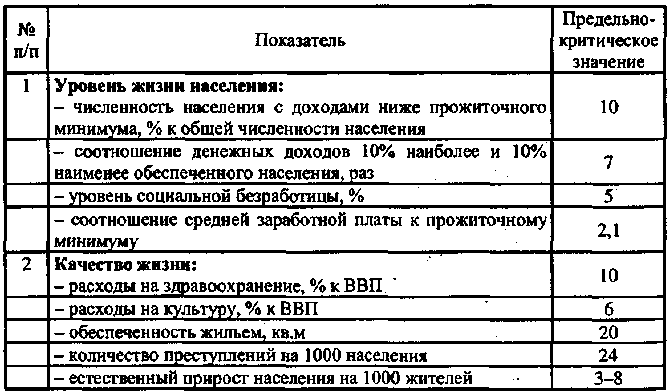 № п/п
Показатель
Предельно-
критическое
значение
1
Уровень жизни населения:
– численность населения с доходами ниже прожиточного
минимума, % к общей численности населения
10
– соотношение денежных доходов 10% наиболее и 10%
наименее обеспеченного населения, раз
7
– уровень социальной безработицы, %
5
– соотношение средней заработной платы к прожиточному
минимуму
2,1
2
Качество жизни:
– расходы на здравоохранение, % к ВВП
10
– расходы на культуру, % к ВВП
6
– обеспеченность жильем, кв.м
20
– количество преступлений на 1000 населения
24
– естественный прирост населения на 1000 жителей
3–8